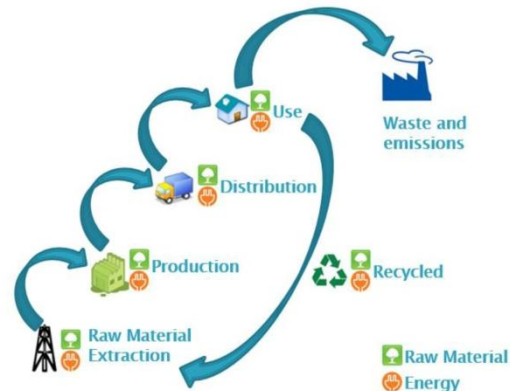 Use
Waste and
emissions
Distribution
Production
Recycled
Raw Material
Extraction
Raw Material
Energy